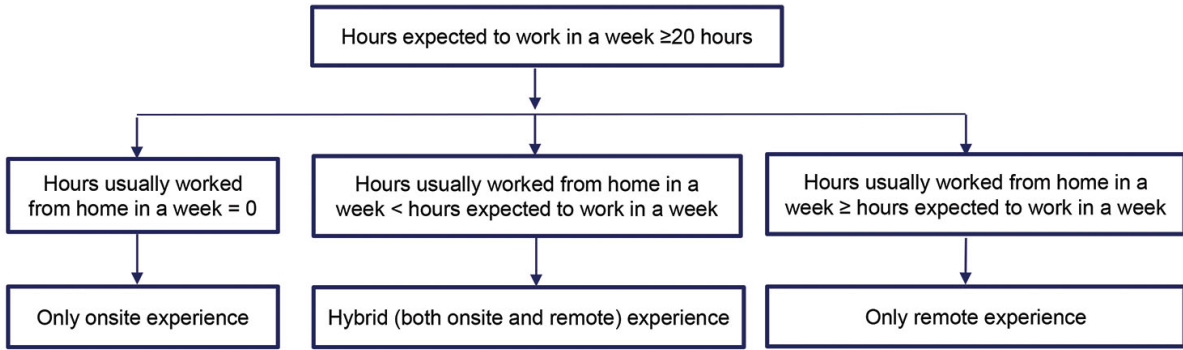 Hours expected to work in a week ≥20 hours
Hours usually worked
from home in a week = 0
Hours usually worked from home in a
week < hours expected to work in a week
Hours usually worked from home in a
week ≥ hours expected to work in a week
Only onsite experience
Hybrid (both onsite and remote) experience
Only remote experience